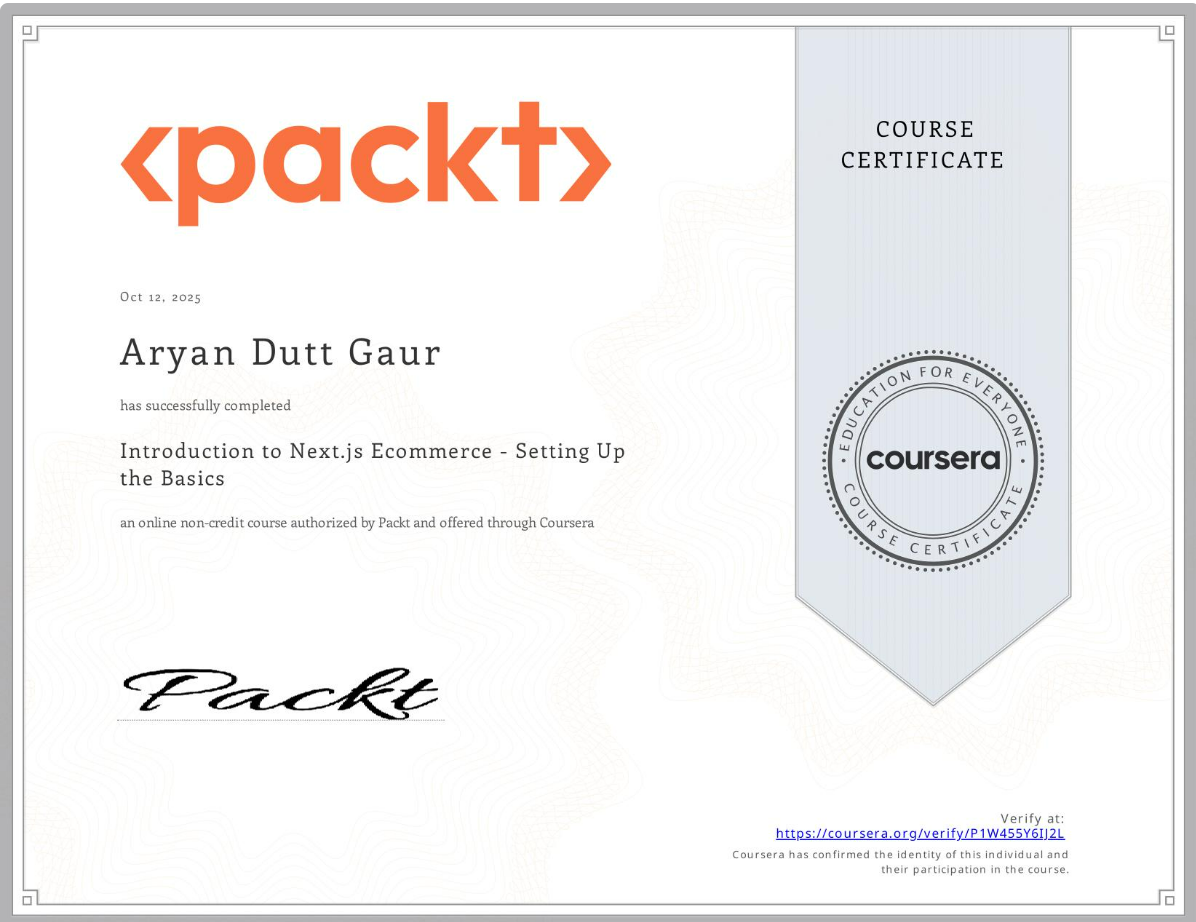 <packt>
COURSE
CERTIFICATE
Oct 12, 2025
Aryan Dutt Gaur
has successfully completed
Introduction to Next.js Ecommerce - Setting Up
the Basics
an online non-credit course authorized by Packt and offered through Coursera
EDUCATION FOR EVERYONE
coursera
COURSE CERTIFICATE
Packt
Verify at:
https://coursera.org/verify/P1W455Y6IJ2L
Coursera has confirmed the identity of this individual and
their participation in the course.